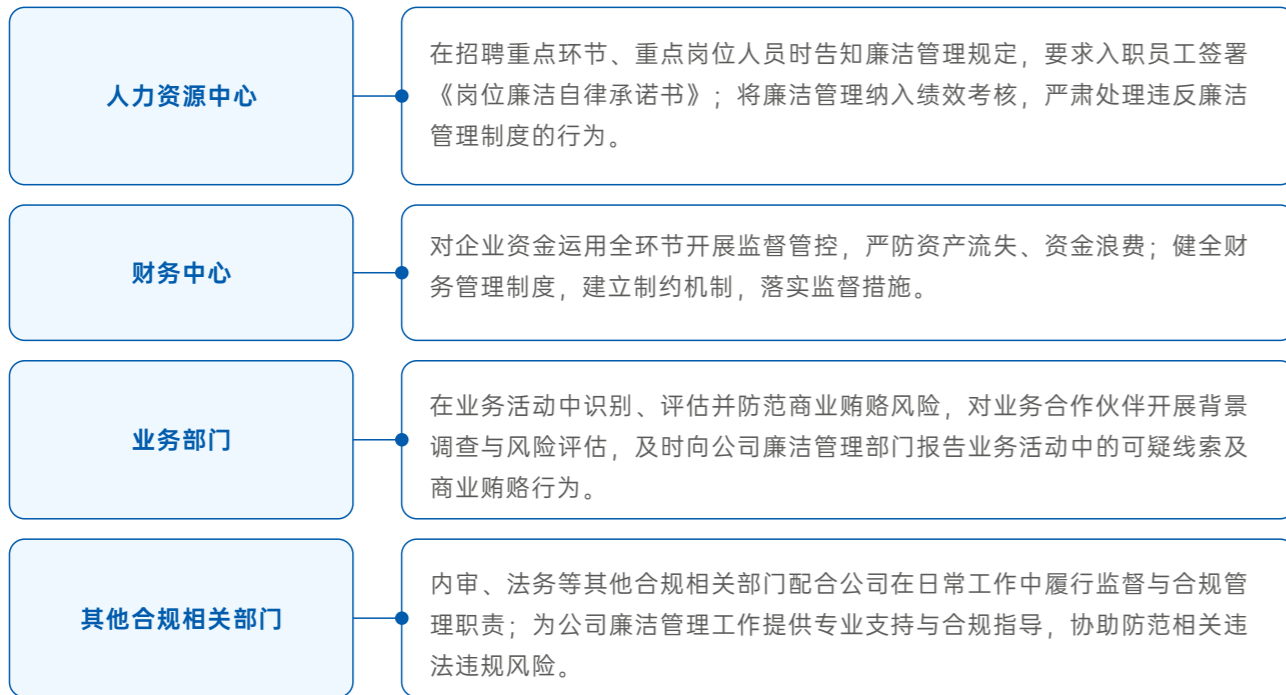 人力资源中心
在招聘重点环节、重点岗位人员时告知廉洁管理规定，要求入职员工签署
《岗位廉洁自律承诺书》；将廉洁管理纳入绩效考核，严肃处理违反廉洁
管理制度的行为。
财务中心
对企业资金运用全环节开展监督管控，严防资产流失、资金浪费；健全财
务管理制度，建立制约机制，落实监督措施。
业务部门
在业务活动中识别、评估并防范商业贿赂风险，对业务合作伙伴开展背景
调查与风险评估，及时向公司廉洁管理部门报告业务活动中的可疑线索及
商业贿赂行为。
其他合规相关部门
内审、法务等其他合规相关部门配合公司在日常工作中履行监督与合规管
理职责；为公司廉洁管理工作提供专业支持与合规指导，协助防范相关违
法违规风险。